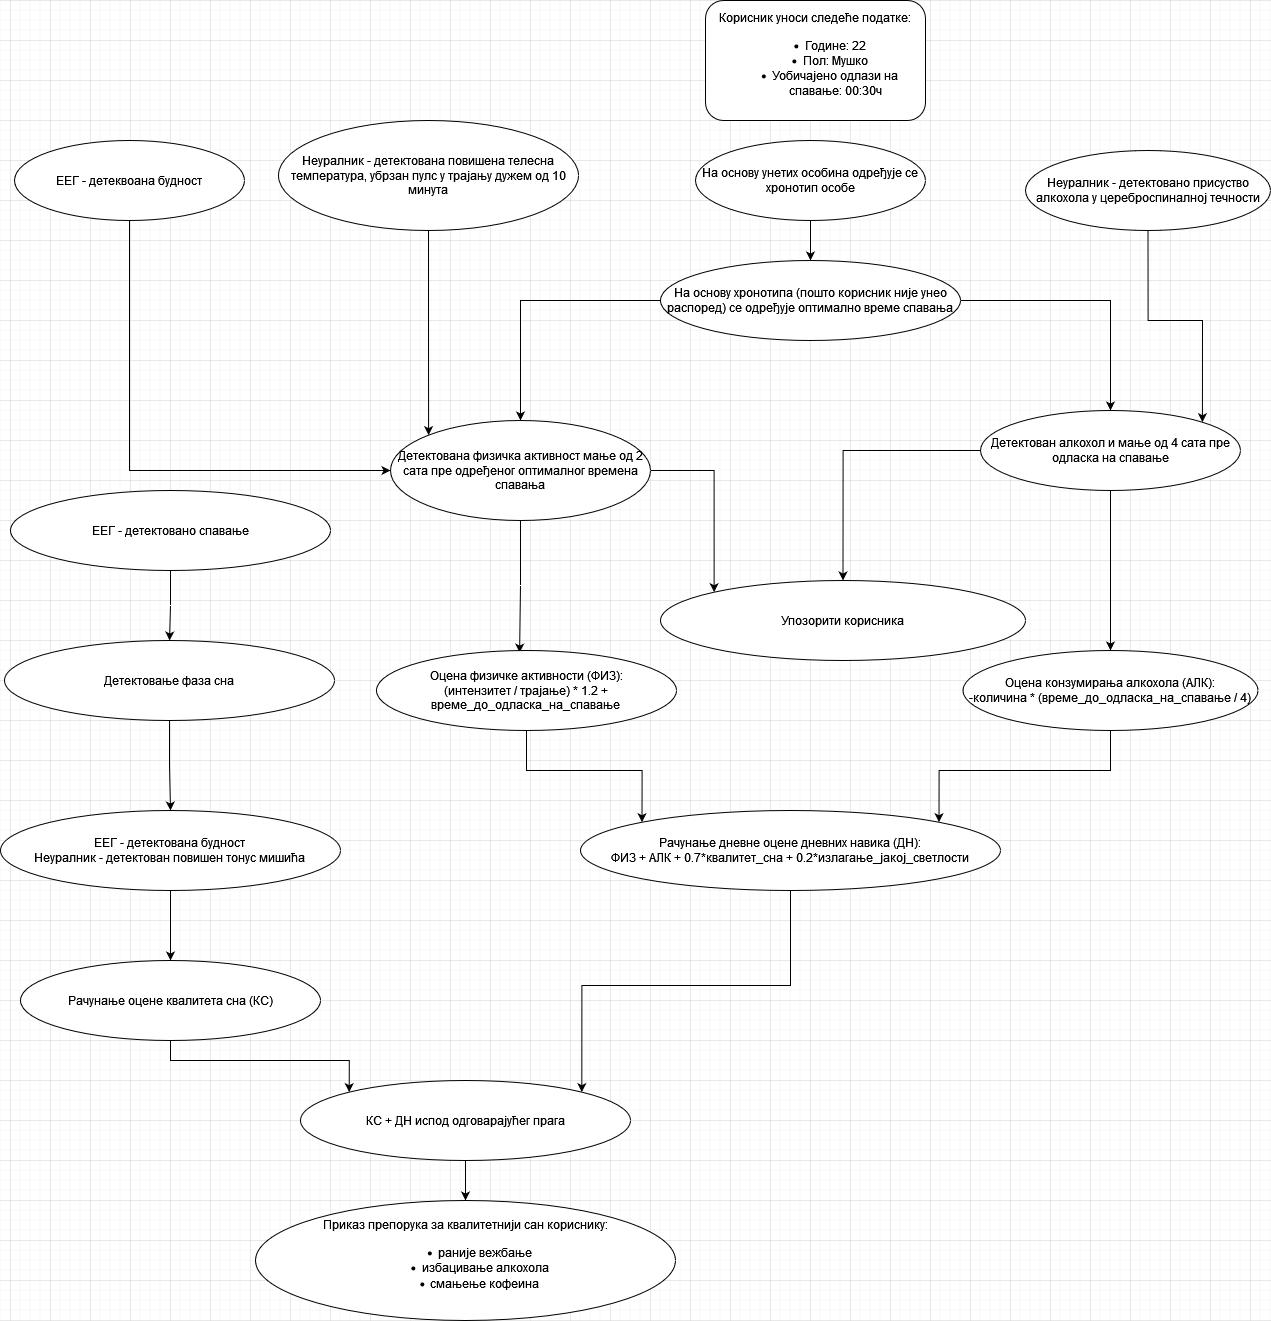 Корисник уноси следеће податке:
• Године: 22
• Пол: Мушко
• Уобичајено одлази на
спавање: 00:30ч
ЕЕГ - детеквоана будност
Неуралник - детектована повишена телесна
температура, убрзан пулс у трајању дужем од 10
минута
На основу унетих особина одређује се
хронотип особе
Неуралник - детектовано присуство
алкохола у цереброспиналној течности
На основу хронотипа (пошто корисник није унео
распоред) се одређује оптимално време спавања
Детектована физичка активност мање од 2
сата пре одређеног оптималног времена
спавања
Детектован алкохол и мање од 4 сата пре
одласка на спавање
ЕЕГ - детектовано спавање
Упозорити корисника
Детектовање фаза сна
Оцена физичке активности (ФИЗ):
(интензитет / трајање) * 1.2 +
време_до_одласка_на_спавање
Оцена конзумирања алкохола (АЛК):
-количина * (време_до_одласка_на_спавање / 4)
ЕЕГ - детектована будност
Неуралник - детектован повишен тонус мишића
Рачунање дневне оцене дневних навика (ДН):
ФИЗ + АЛК + 0.7*квалитет_сна + 0.2*излагање_јакој_светлости
Рачунање оцене квалитета сна (КС)
КС + ДН испод одговарајућег прага
Приказ препорука за квалитетнији сан кориснику:
• раније вежбање
• избацивање алкохола
• смањење кофеина